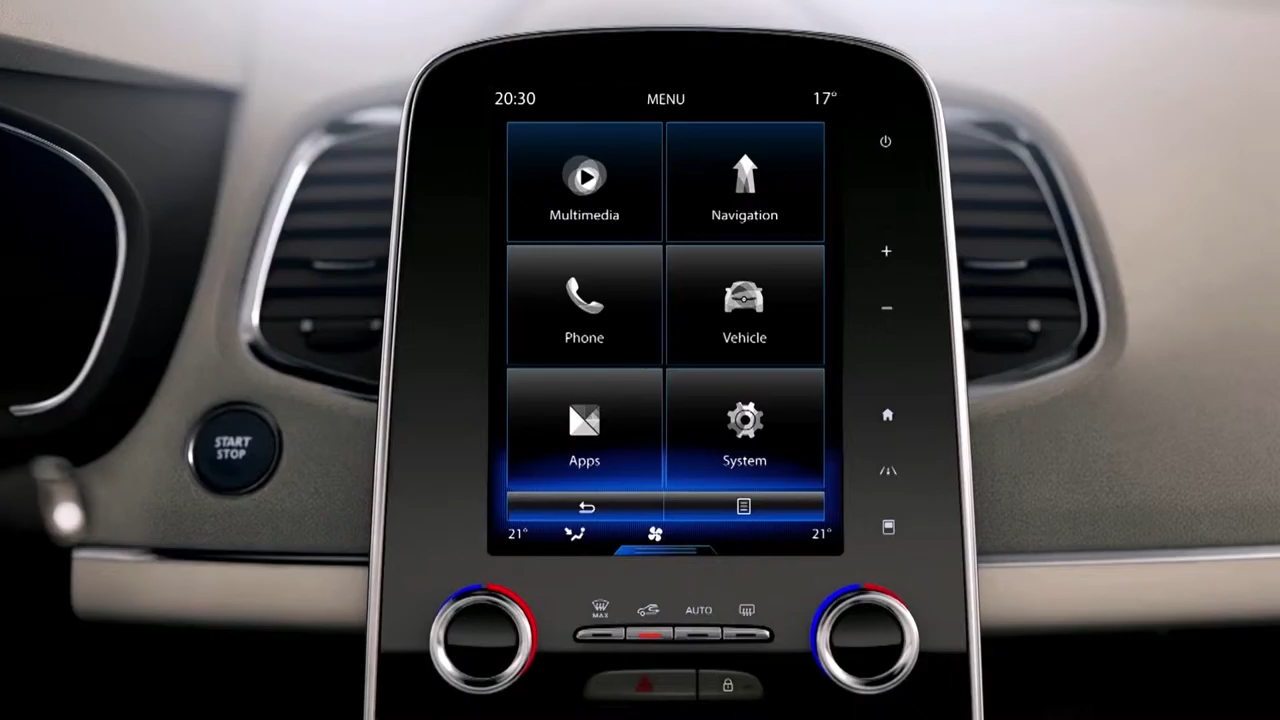 20:30 MENU 17°
Multimedia Navigation
Phone Vehicle
START
STOP
Apps System
21° 21°
MAX AUTO